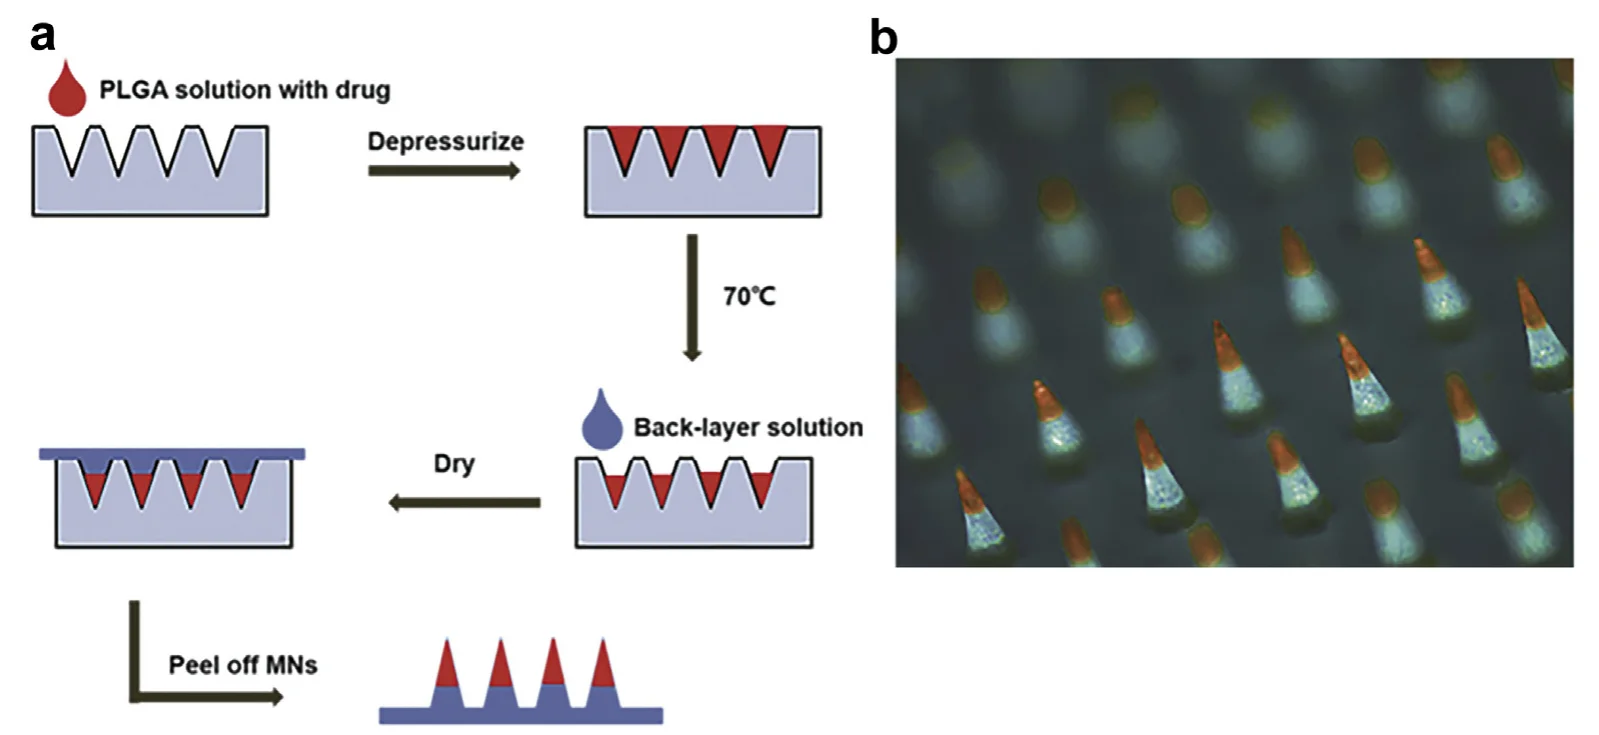 a
PLGA solution with drug
Depressurize
70℃
Back-layer solution
Dry
Peel off MNs
b